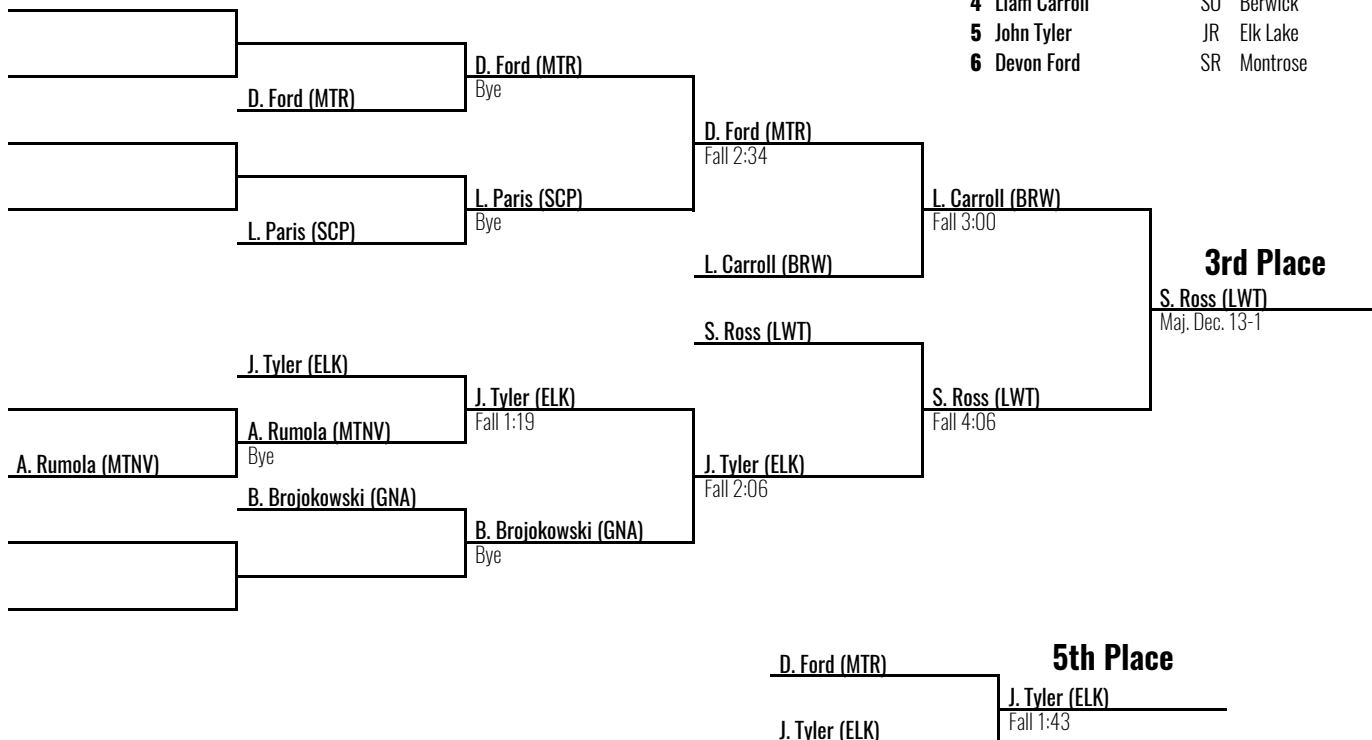 4 Liam Carroll SO Berwick
5 John Tyler JR Elk Lake
6 Devon Ford SR Montrose
D. Ford (MTR)
Bye
D. Ford (MTR)
D. Ford (MTR)
Fall 2:34
L. Paris (SCP)
Bye
L. Paris (SCP)
L. Carroll (BRW)
Fall 3:00
L. Carroll (BRW)
3rd Place
S. Ross (LWT)
Maj. Dec. 13-1
S. Ross (LWT)
J. Tyler (ELK)
J. Tyler (ELK)
Fall 1:19
S. Ross (LWT)
Fall 4:06
A. Rumola (MTNV)
Bye
A. Rumola (MTNV)
J. Tyler (ELK)
Fall 2:06
B. Brojokowski (GNA)
B. Brojokowski (GNA)
Bye
5th Place
D. Ford (MTR)
J. Tyler (ELK)
Fall 1:43
J. Tyler (ELK)